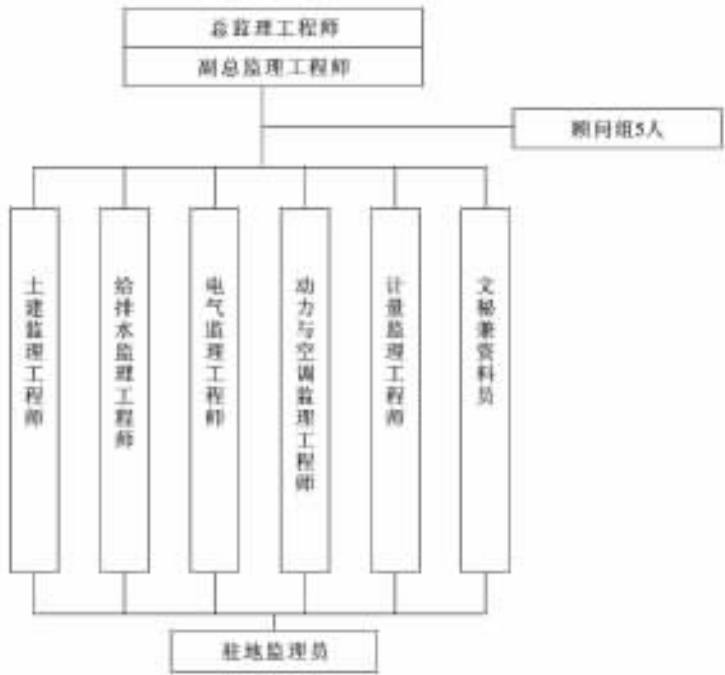 总监理工程师
副总监理工程师
顾问组5人
土建监理工程师
给排水监理工程师
电气监理工程师
动力与空调监理工程师
计量监理工程师
文秘兼资料员
驻地监理员